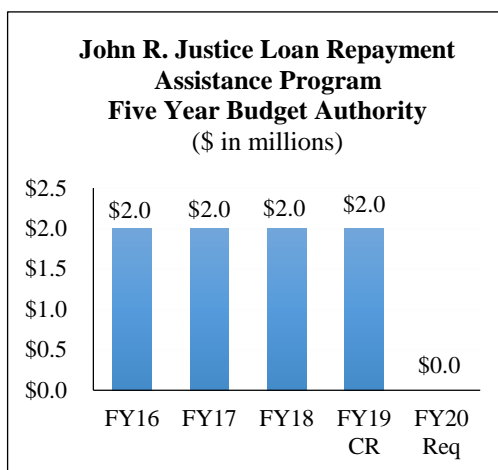 John R. Justice Loan Repayment
Assistance Program
Five Year Budget Authority
($ in millions)
$2.5
$2.0
$1.5
$1.0
$0.5
$0.0
$2.0
$2.0
$2.0
$2.0
$0.0
FY16
FY17
FY18
FY19
CR
FY20
Req